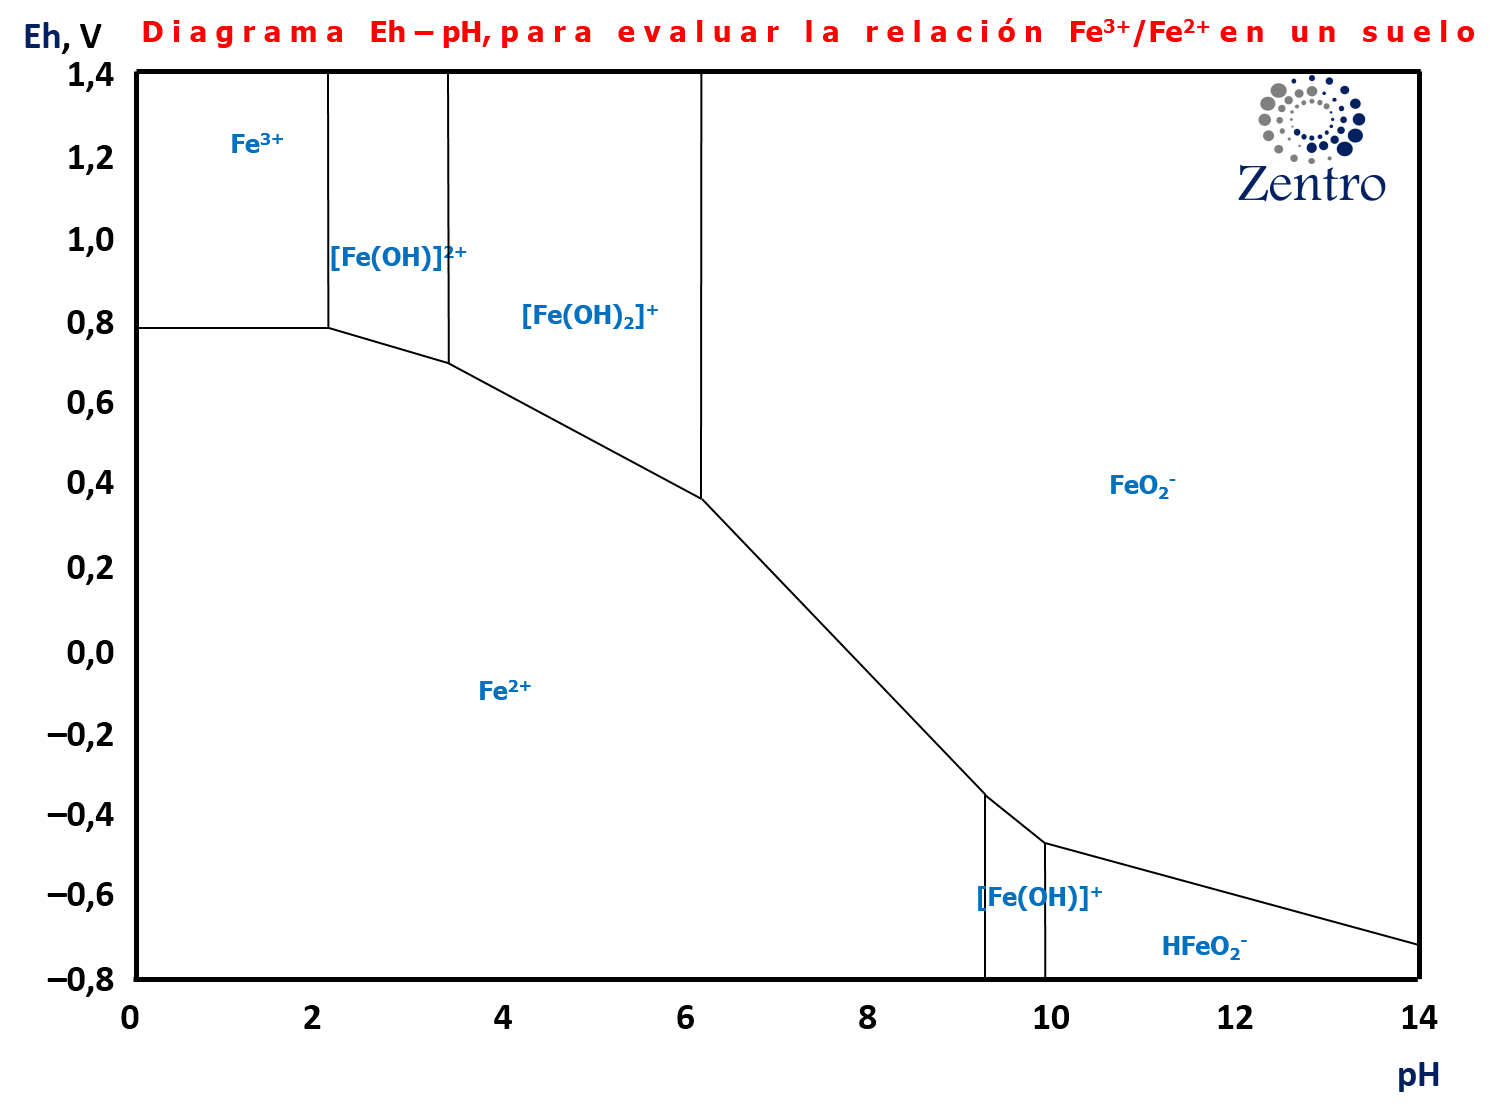 Eh, V
Diagrama Eh – pH, para evaluar la relación Fe³⁺/Fe²⁺ en un suelo
1,4
Zentro
Fe³⁺
1,2
1,0
[Fe(OH)]²⁺
[Fe(OH)₂]⁺
0,8
0,6
0,4
FeO₂⁻
0,2
0,0
Fe²⁺
–0,2
–0,4
–0,6
[Fe(OH)]⁺
HFeO₂⁻
–0,8
0 2 4 6 8 10 12 14
pH